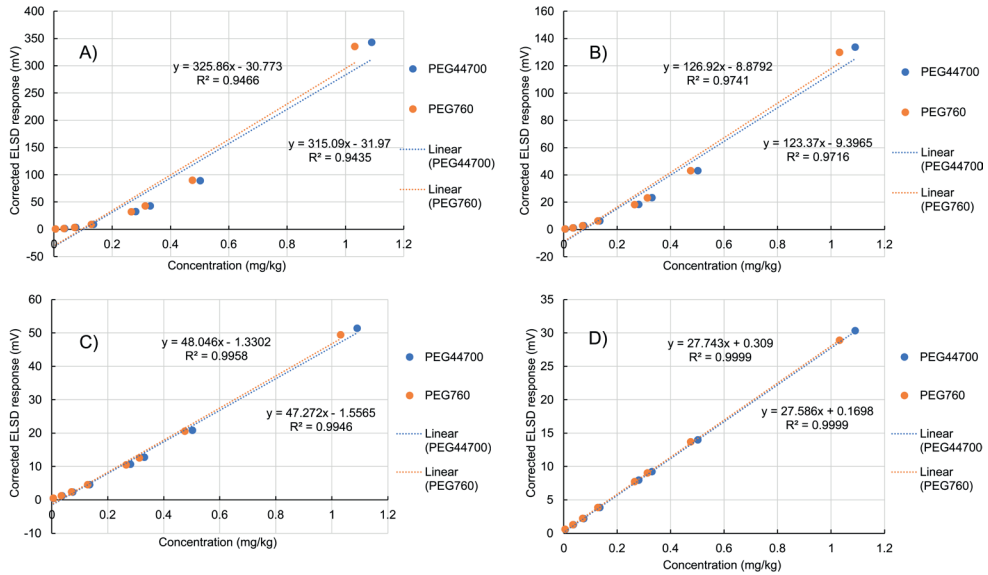 A)
Corrected ELSD response (mV)
400
350
300
250
200
150
100
50
0
-50
0
0.2
0.4
0.6
0.8
1
1.2
Concentration (mg/kg)
y = 325.86x - 30.773
R² = 0.9466
y = 315.09x - 31.97
R² = 0.9435
PEG44700
PEG760
Linear
(PEG44700)
Linear
(PEG760)
B)
Corrected ELSD response (mV)
160
140
120
100
80
60
40
20
0
-20
0
0.2
0.4
0.6
0.8
1
1.2
Concentration (mg/kg)
y = 126.92x - 8.8792
R² = 0.9741
y = 123.37x - 9.3965
R² = 0.9716
PEG44700
PEG760
Linear
(PEG44700)
Linear
(PEG760)
C)
Corrected ELSD response (mV)
60
50
40
30
20
10
0
-10
0
0.2
0.4
0.6
0.8
1
1.2
Concentration (mg/kg)
y = 48.046x - 1.3302
R² = 0.9958
y = 47.272x - 1.5565
R² = 0.9946
PEG44700
PEG760
Linear
(PEG44700)
Linear
(PEG760)
D)
Corrected ELSD response (mV)
35
30
25
20
15
10
5
0
0
0.2
0.4
0.6
0.8
1
1.2
Concentration (mg/kg)
y = 27.743x + 0.309
R² = 0.9999
y = 27.586x + 0.1698
R² = 0.9999
PEG44700
PEG760
Linear
(PEG44700)
Linear
(PEG760)